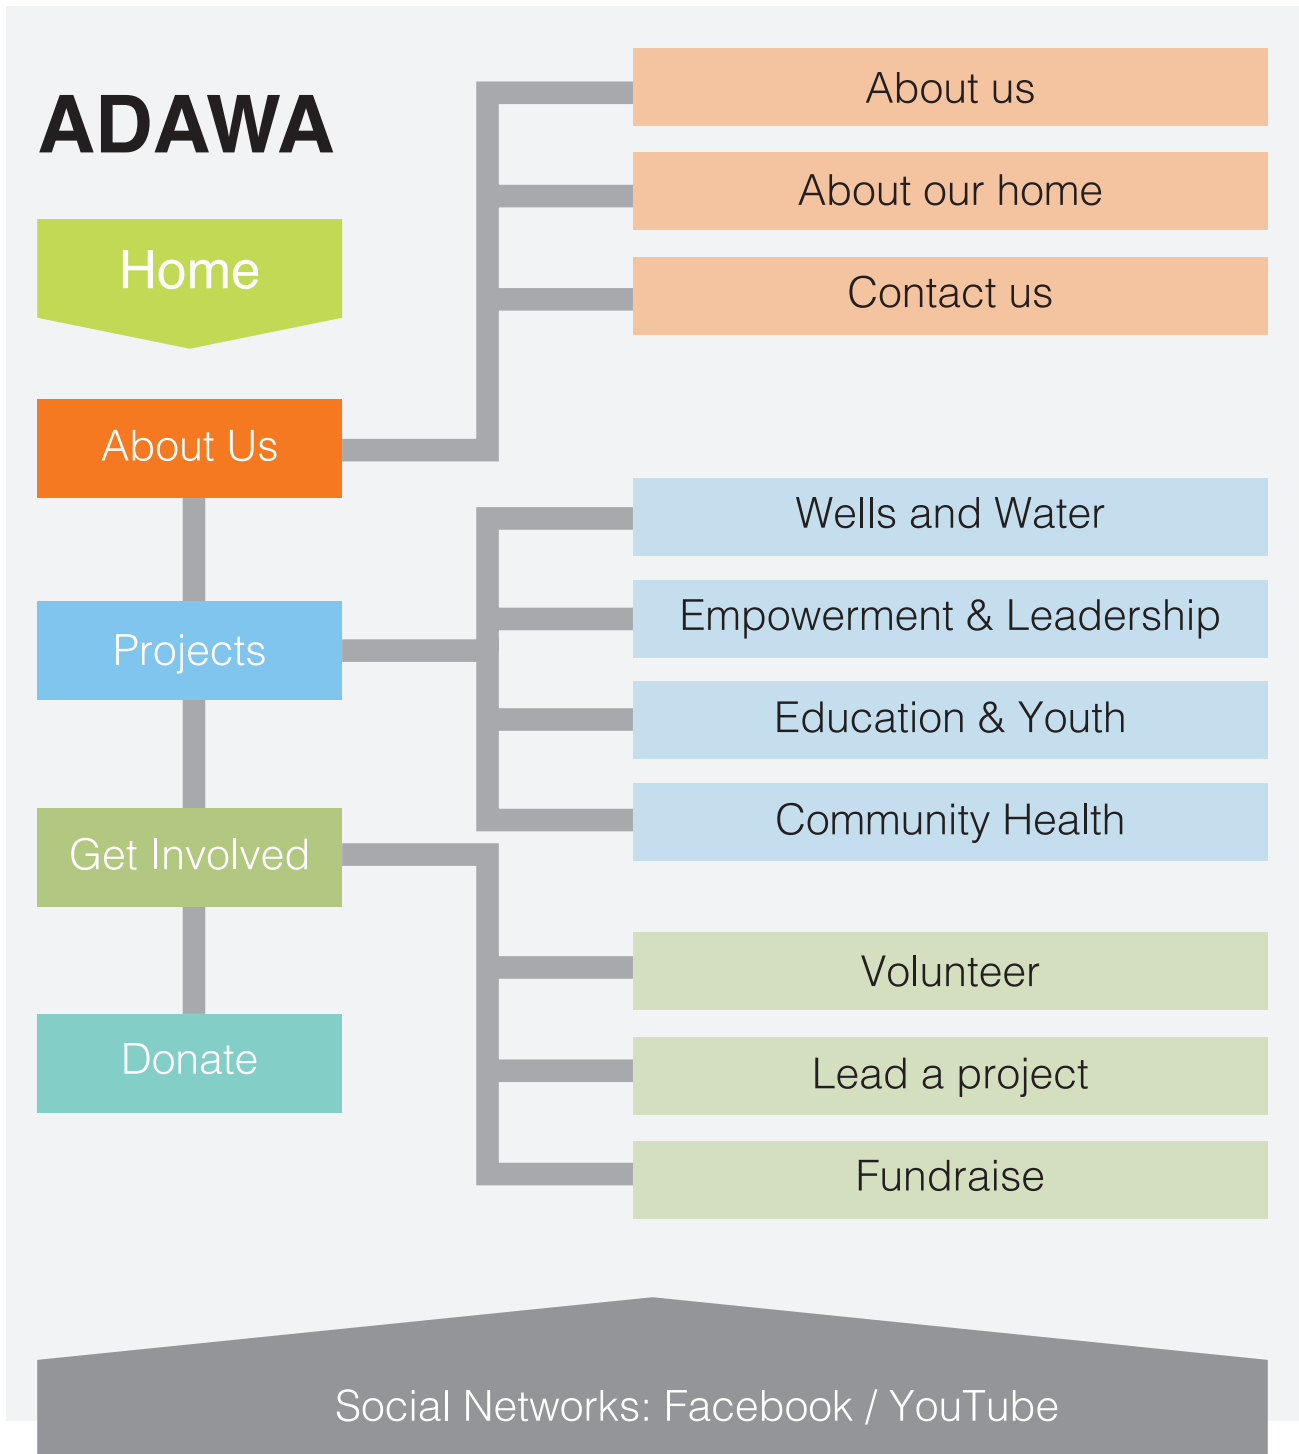 ADAWA
Home
About Us
About us
About our home
Contact us
Projects
Wells and Water
Empowerment & Leadership
Education & Youth
Community Health
Get Involved
Volunteer
Lead a project
Fundraise
Donate
Social Networks: Facebook / YouTube